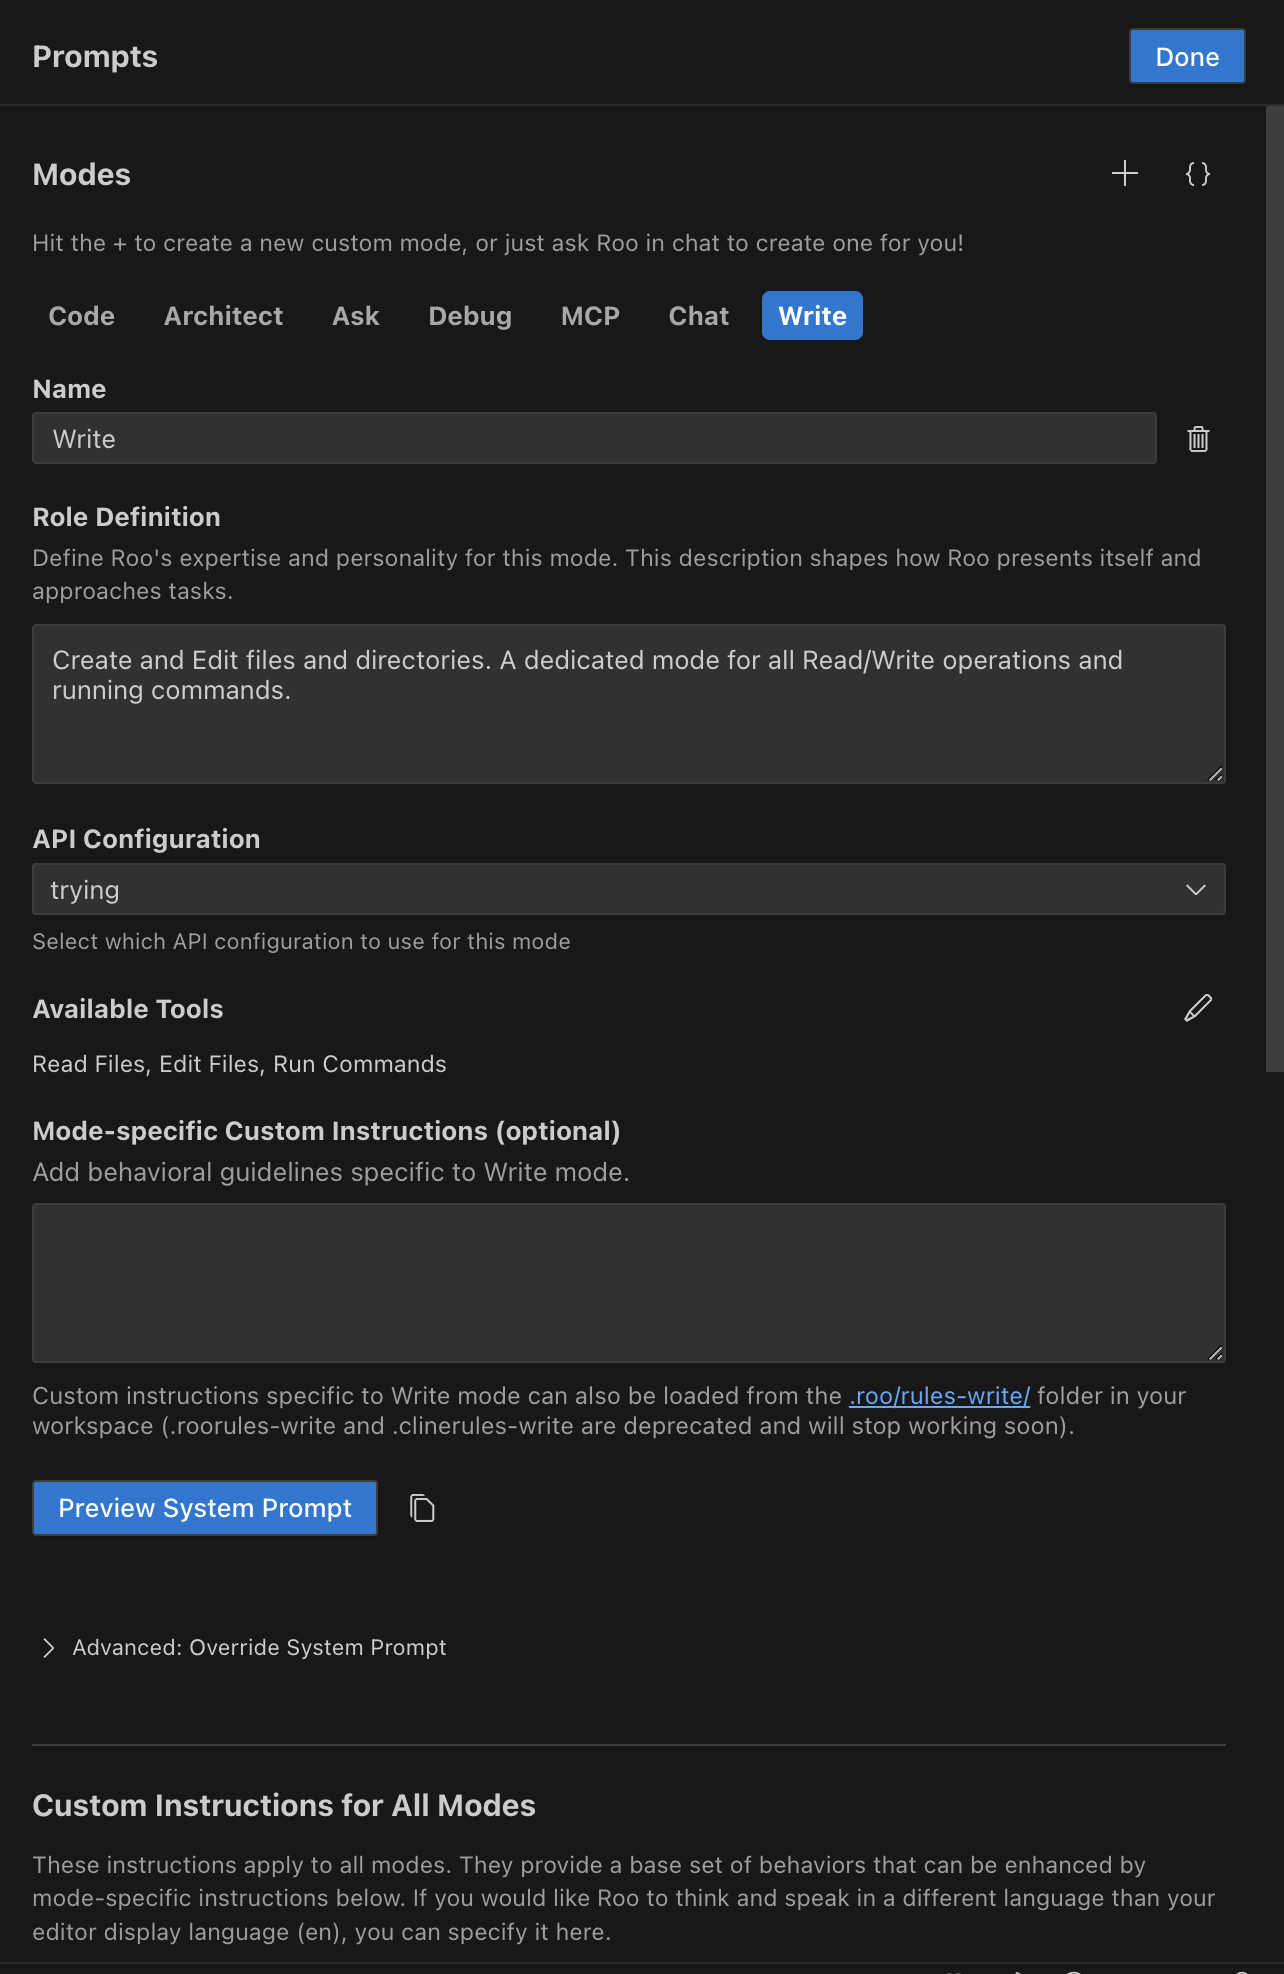 Prompts
Done
Modes
{}
Hit the + to create a new custom mode, or just ask Roo in chat to create one for you!
Code Architect Ask Debug MCP Chat Write
Name
Write
Role Definition
Define Roo's expertise and personality for this mode. This description shapes how Roo presents itself and
approaches tasks.
Create and Edit files and directories. A dedicated mode for all Read/Write operations and
running commands.
API Configuration
trying
Select which API configuration to use for this mode
Available Tools
Read Files, Edit Files, Run Commands
Mode-specific Custom Instructions (optional)
Add behavioral guidelines specific to Write mode.
Custom instructions specific to Write mode can also be loaded from the .roo/rules-write/ folder in your
workspace (.roorules-write and .clinerules-write are deprecated and will stop working soon).
Preview System Prompt
Advanced: Override System Prompt
Custom Instructions for All Modes
These instructions apply to all modes. They provide a base set of behaviors that can be enhanced by
mode-specific instructions below. If you would like Roo to think and speak in a different language than your
editor display language (en), you can specify it here.